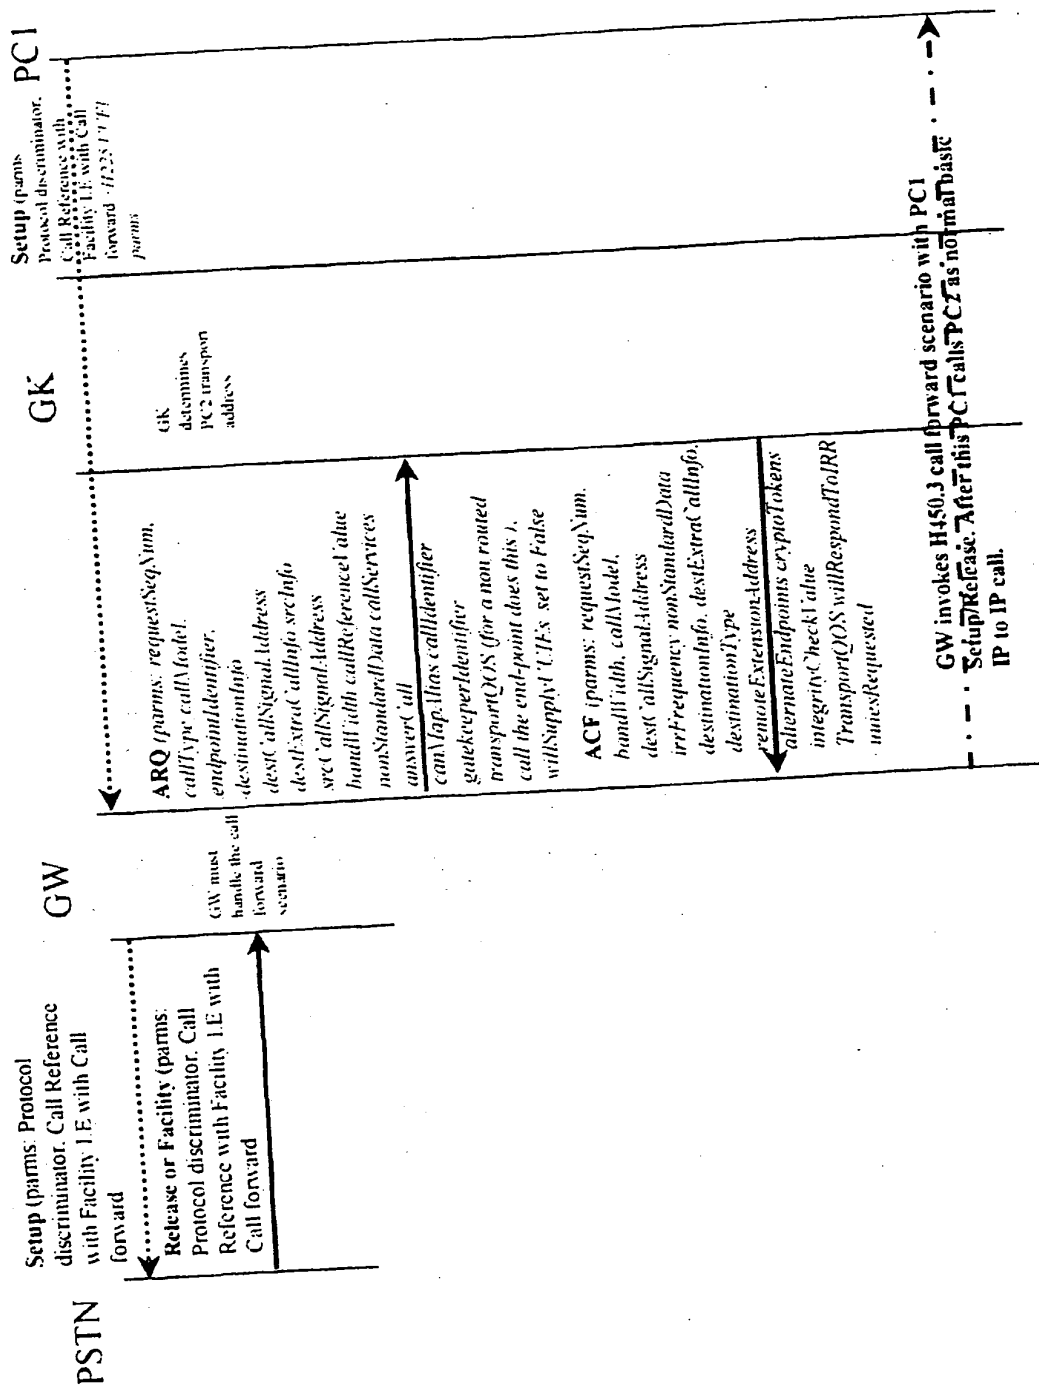 PSTN
GW
GK
PC1
Setup (parms: Protocol
discriminator. Call Reference
with Facility I.E with Call
forward
Release or Facility (parms:
Protocol discriminator. Call
Reference with Facility I.E with
Call forward
GW must
handle the call
forward
scenario
Setup (parms
Protocol discriminator.
Call Reference with
Facility I.E with Call
forward
parms
ARQ (parms: requestSeqNum,
callType callModel,
endpointIdentifier,
destinationInfo
destCallSignalAddress
destExtraCallInfo srcInfo
srcCallSignalAddress
bandWidth callReferenceValue
nonStandardData callServices
answerCall
canMapAlias callIdentifier
gatekeeperIdentifier
transportQOS (for a non routed
call the end-point does this ),
willSupplyUUIEs set to False
GK
determines
PC2 transport
address
ACF (parms: requestSeqNum.
bandWidth, callModel,
destCallSignalAddress
irrFrequency nonStandardData
destinationInfo, destExtraCallInfo,
destinationType
remoteExtensionAddress
alternateEndpoints cryptoTokens
integrityCheckValue
TransportQOS willRespondToIRR
uuiesRequested
GW invokes H450.3 call forward scenario with PC1
Setup/Release. After this PC1 calls PC2 as normal basic
IP to IP call.